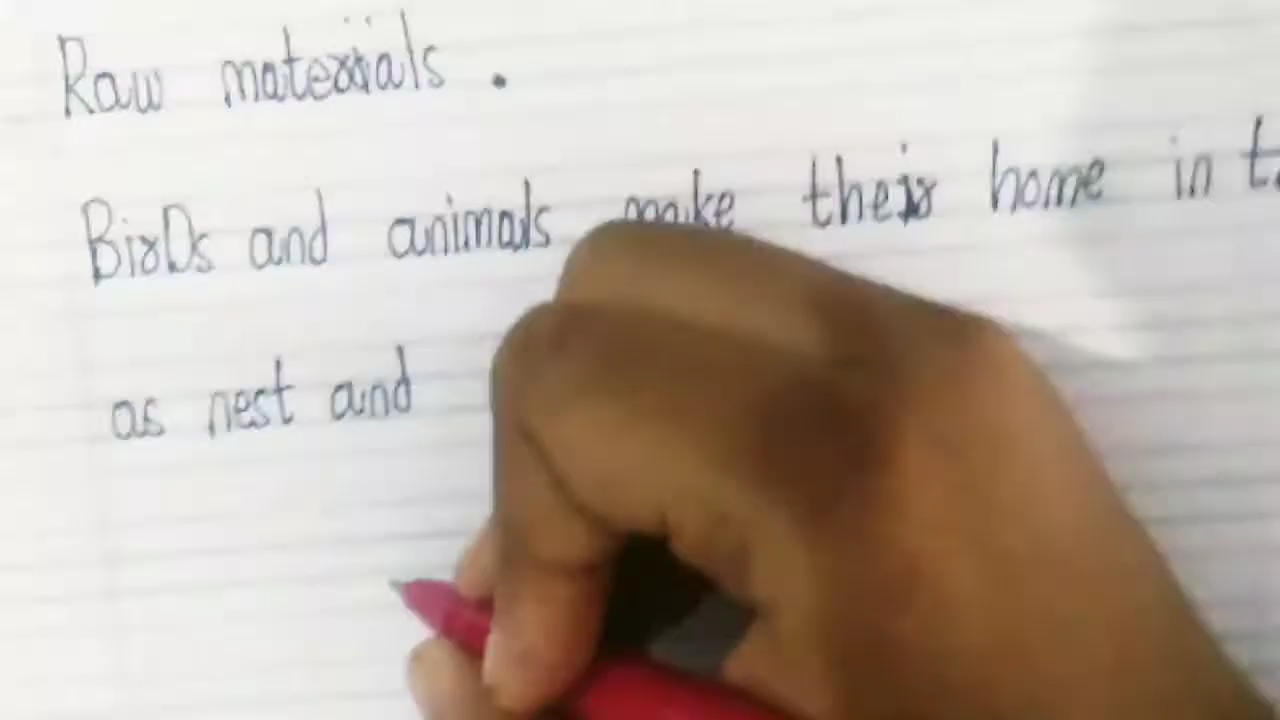 Raw materials .
BirDs and animals make their home in
as nest and